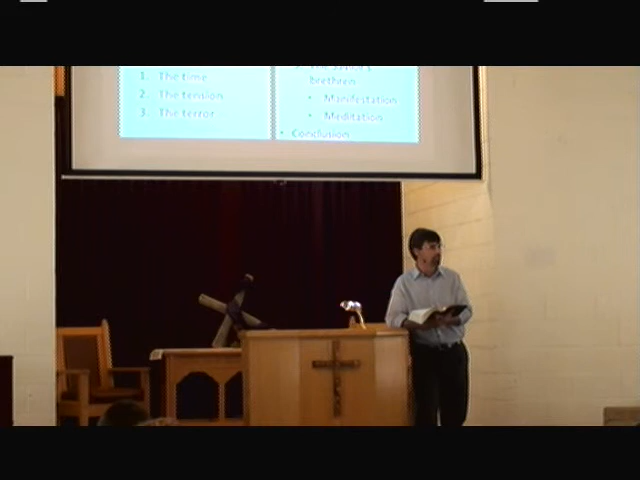 1. The time
2. The tension
3. The terror
brethren
• Manifestation
• Meditation
• Conclusion